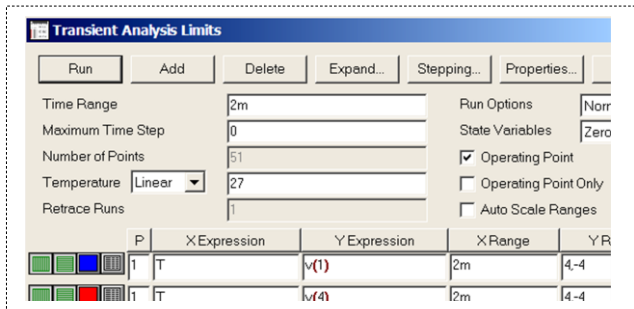 Transient Analysis Limits
Run Add Delete Expand... Stepping... Properties...
Time Range 2m Run Options Norm
Maximum Time Step 0 State Variables Zero
Number of Points 51 Operating Point
Temperature Linear 27 Operating Point Only
Retrace Runs 1 Auto Scale Ranges
P X Expression Y Expression X Range Y R
1 T v(1) 2m 4,-4
1 T v(4) 2m 4,-4